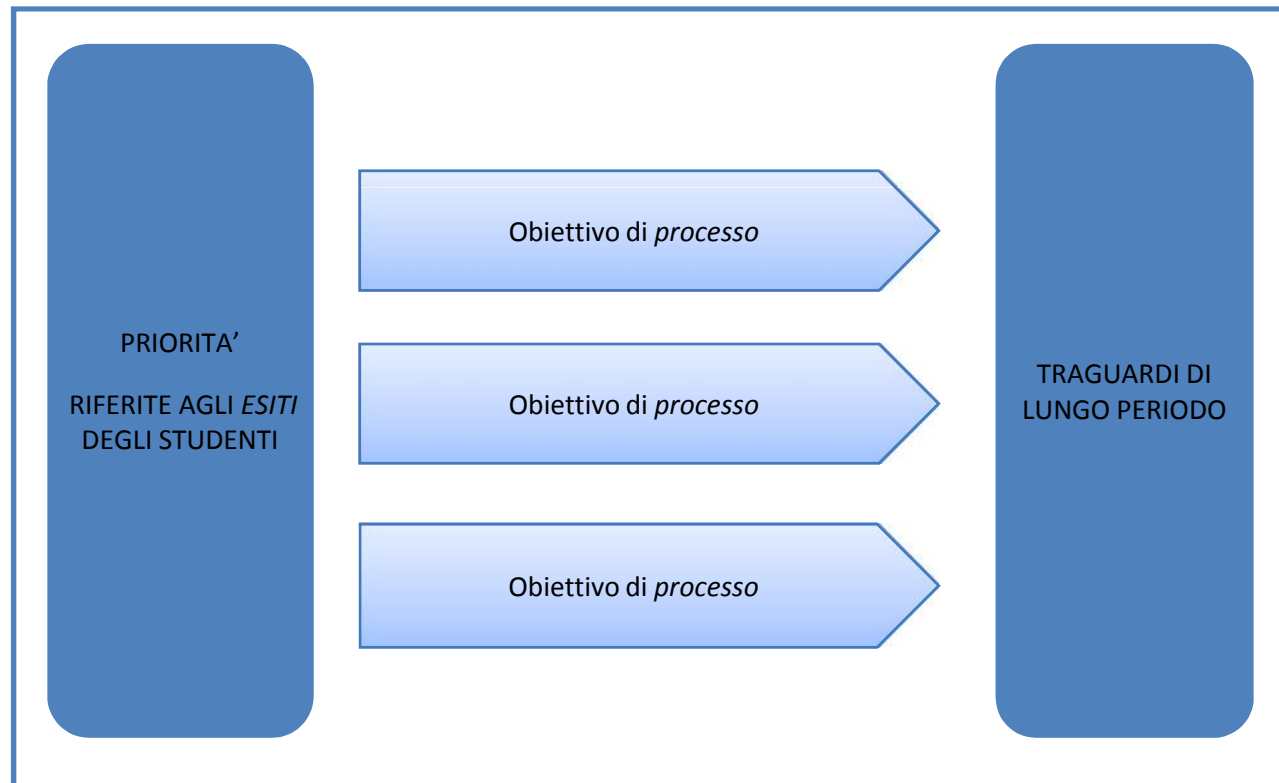 PRIORITA’
RIFERITE AGLI ESITI
DEGLI STUDENTI
Obiettivo di processo
Obiettivo di processo
Obiettivo di processo
TRAGUARDI DI
LUNGO PERIODO